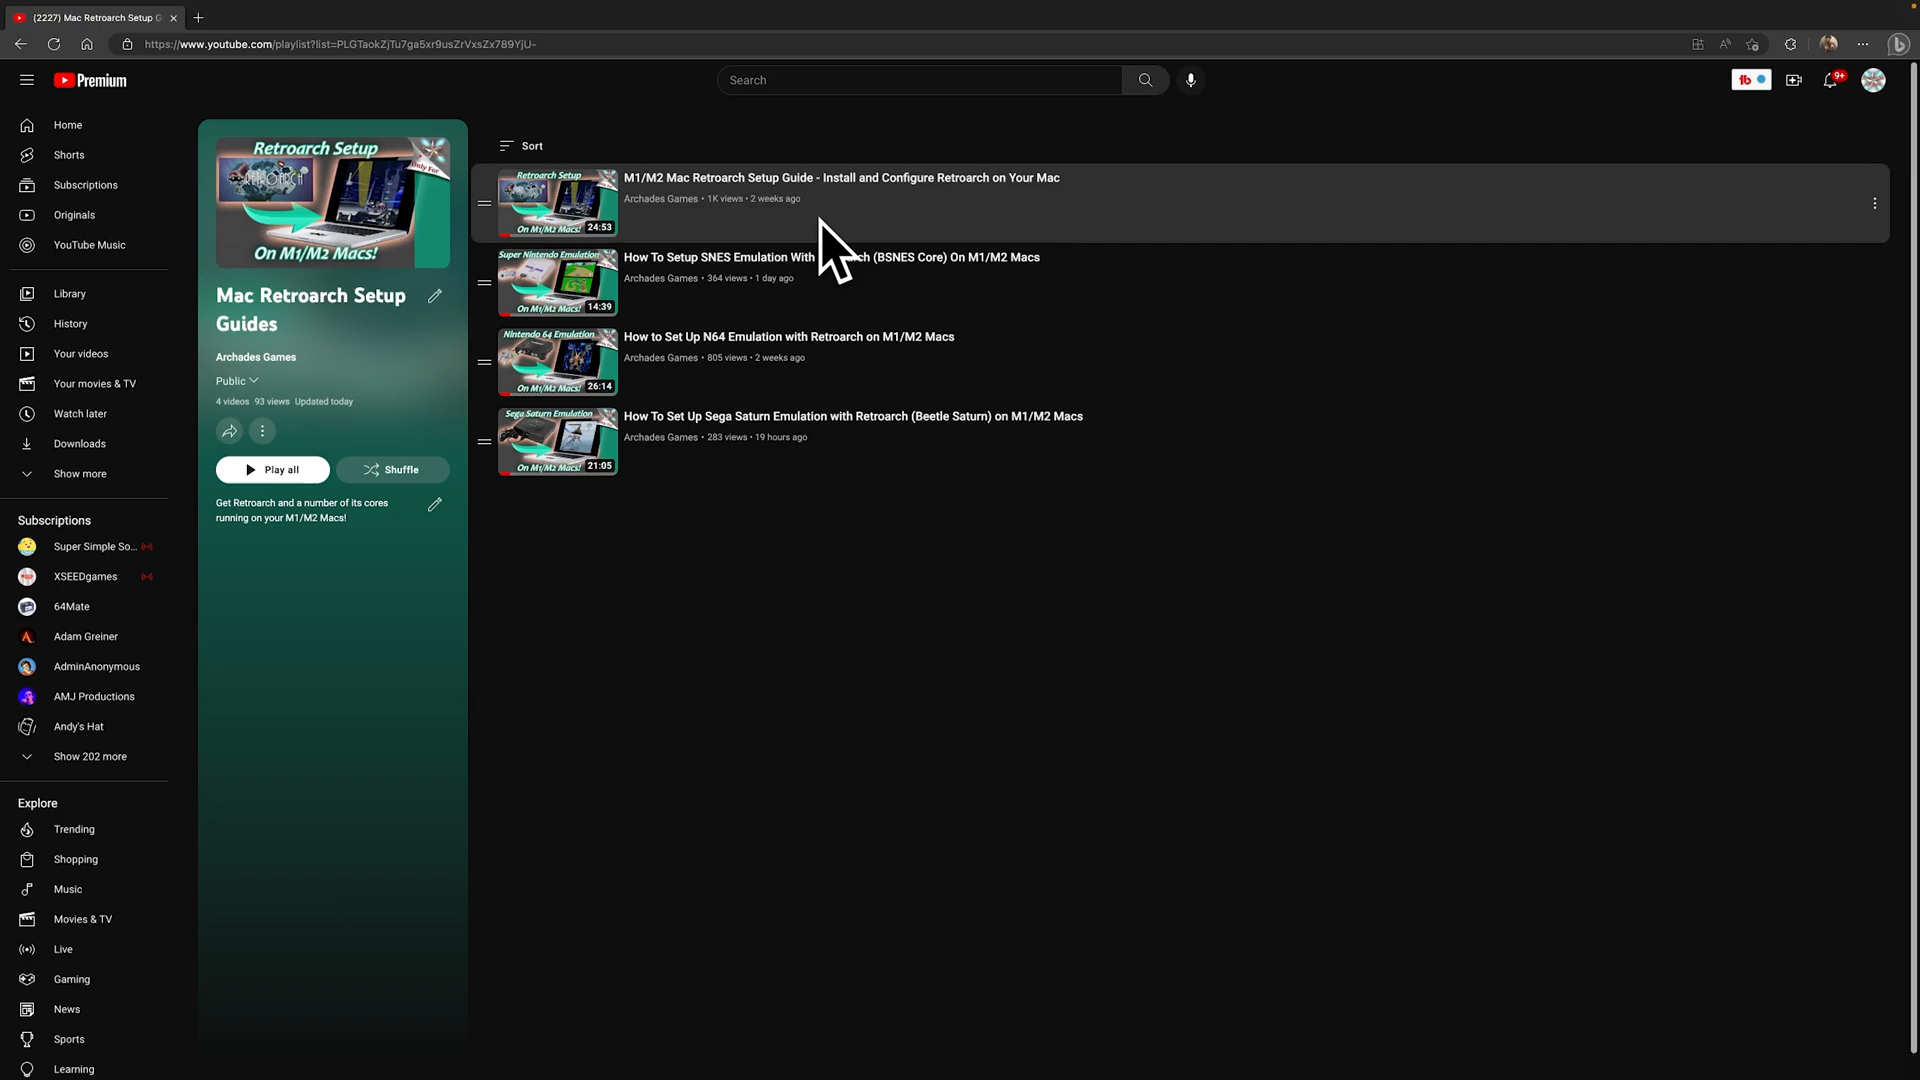 (2227) Mac Retroarch Setup G
https://www.youtube.com/playlist?list=PLGTaokZjTu7ga5xr9usZrVxsZx789YjU-
Premium
Search
9+
Home
Shorts
Subscriptions
Originals
YouTube Music
Library
History
Your videos
Your movies & TV
Watch later
Downloads
Show more
Subscriptions
Super Simple So...
XSEEDgames
64Mate
Adam Greiner
AdminAnonymous
AMJ Productions
Andy's Hat
Show 202 more
Explore
Trending
Shopping
Music
Movies & TV
Live
Gaming
News
Sports
Learning
Retroarch Setup
Only For
RETROARCH
On M1/M2 Macs!
Mac Retroarch Setup
Guides
Archades Games
Public
4 videos 93 views Updated today
Play all
Shuffle
Get Retroarch and a number of its cores
running on your M1/M2 Macs!
Sort
Retroarch Setup
On M1/M2 Macs!
24:53
M1/M2 Mac Retroarch Setup Guide - Install and Configure Retroarch on Your Mac
Archades Games • 1K views • 2 weeks ago
Super Nintendo Emulation
On M1/M2 Macs!
14:39
How To Setup SNES Emulation With (BSNES Core) On M1/M2 Macs
Archades Games • 364 views • 1 day ago
Nintendo 64 Emulation
On M1/M2 Macs!
26:14
How to Set Up N64 Emulation with Retroarch on M1/M2 Macs
Archades Games • 805 views • 2 weeks ago
Sega Saturn Emulation
On M1/M2 Macs!
21:05
How To Set Up Sega Saturn Emulation with Retroarch (Beetle Saturn) on M1/M2 Macs
Archades Games • 283 views • 19 hours ago